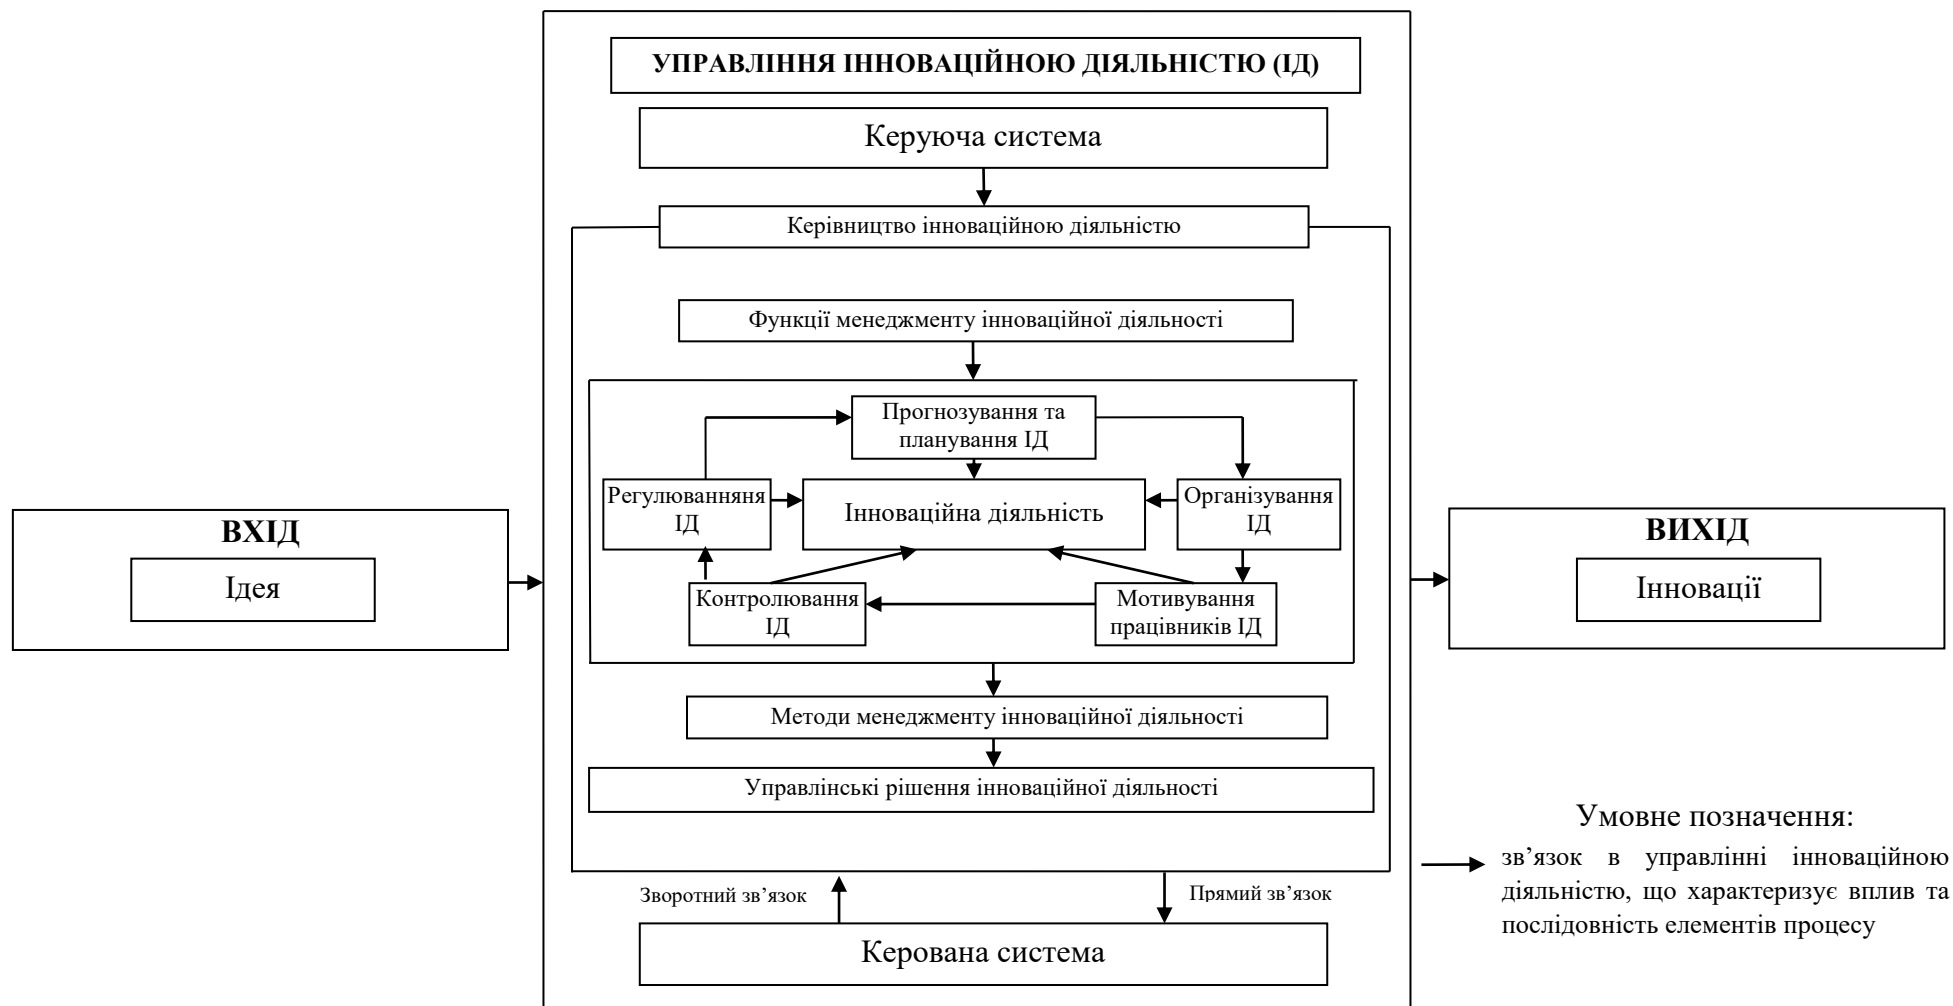 УПРАВЛІННЯ ІННОВАЦІЙНОЮ ДІЯЛЬНІСТЮ (ІД)
Керуюча система
Керівництво інноваційною діяльністю
Функції менеджменту інноваційної діяльності
Прогнозування та
планування ІД
Регулюванняня
ІД
Інноваційна діяльність
Організування
ІД
Контролювання
ІД
Мотивування
працівників ІД
Методи менеджменту інноваційної діяльності
Управлінські рішення інноваційної діяльності
Зворотний зв’язок
Прямий зв’язок
Керована система
ВХІД
Ідея
ВИХІД
Інновації
Умовне позначення:
зв’язок в управлінні інноваційною
діяльністю, що характеризує вплив та
послідовність елементів процесу